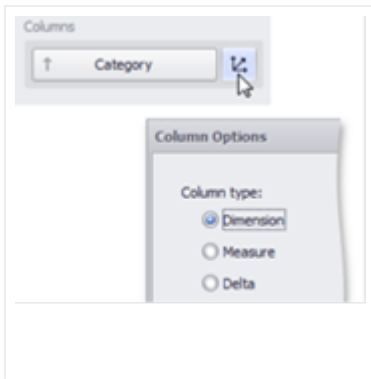 Columns
Category
Column Options
Column type:
Dimension
Measure
Delta